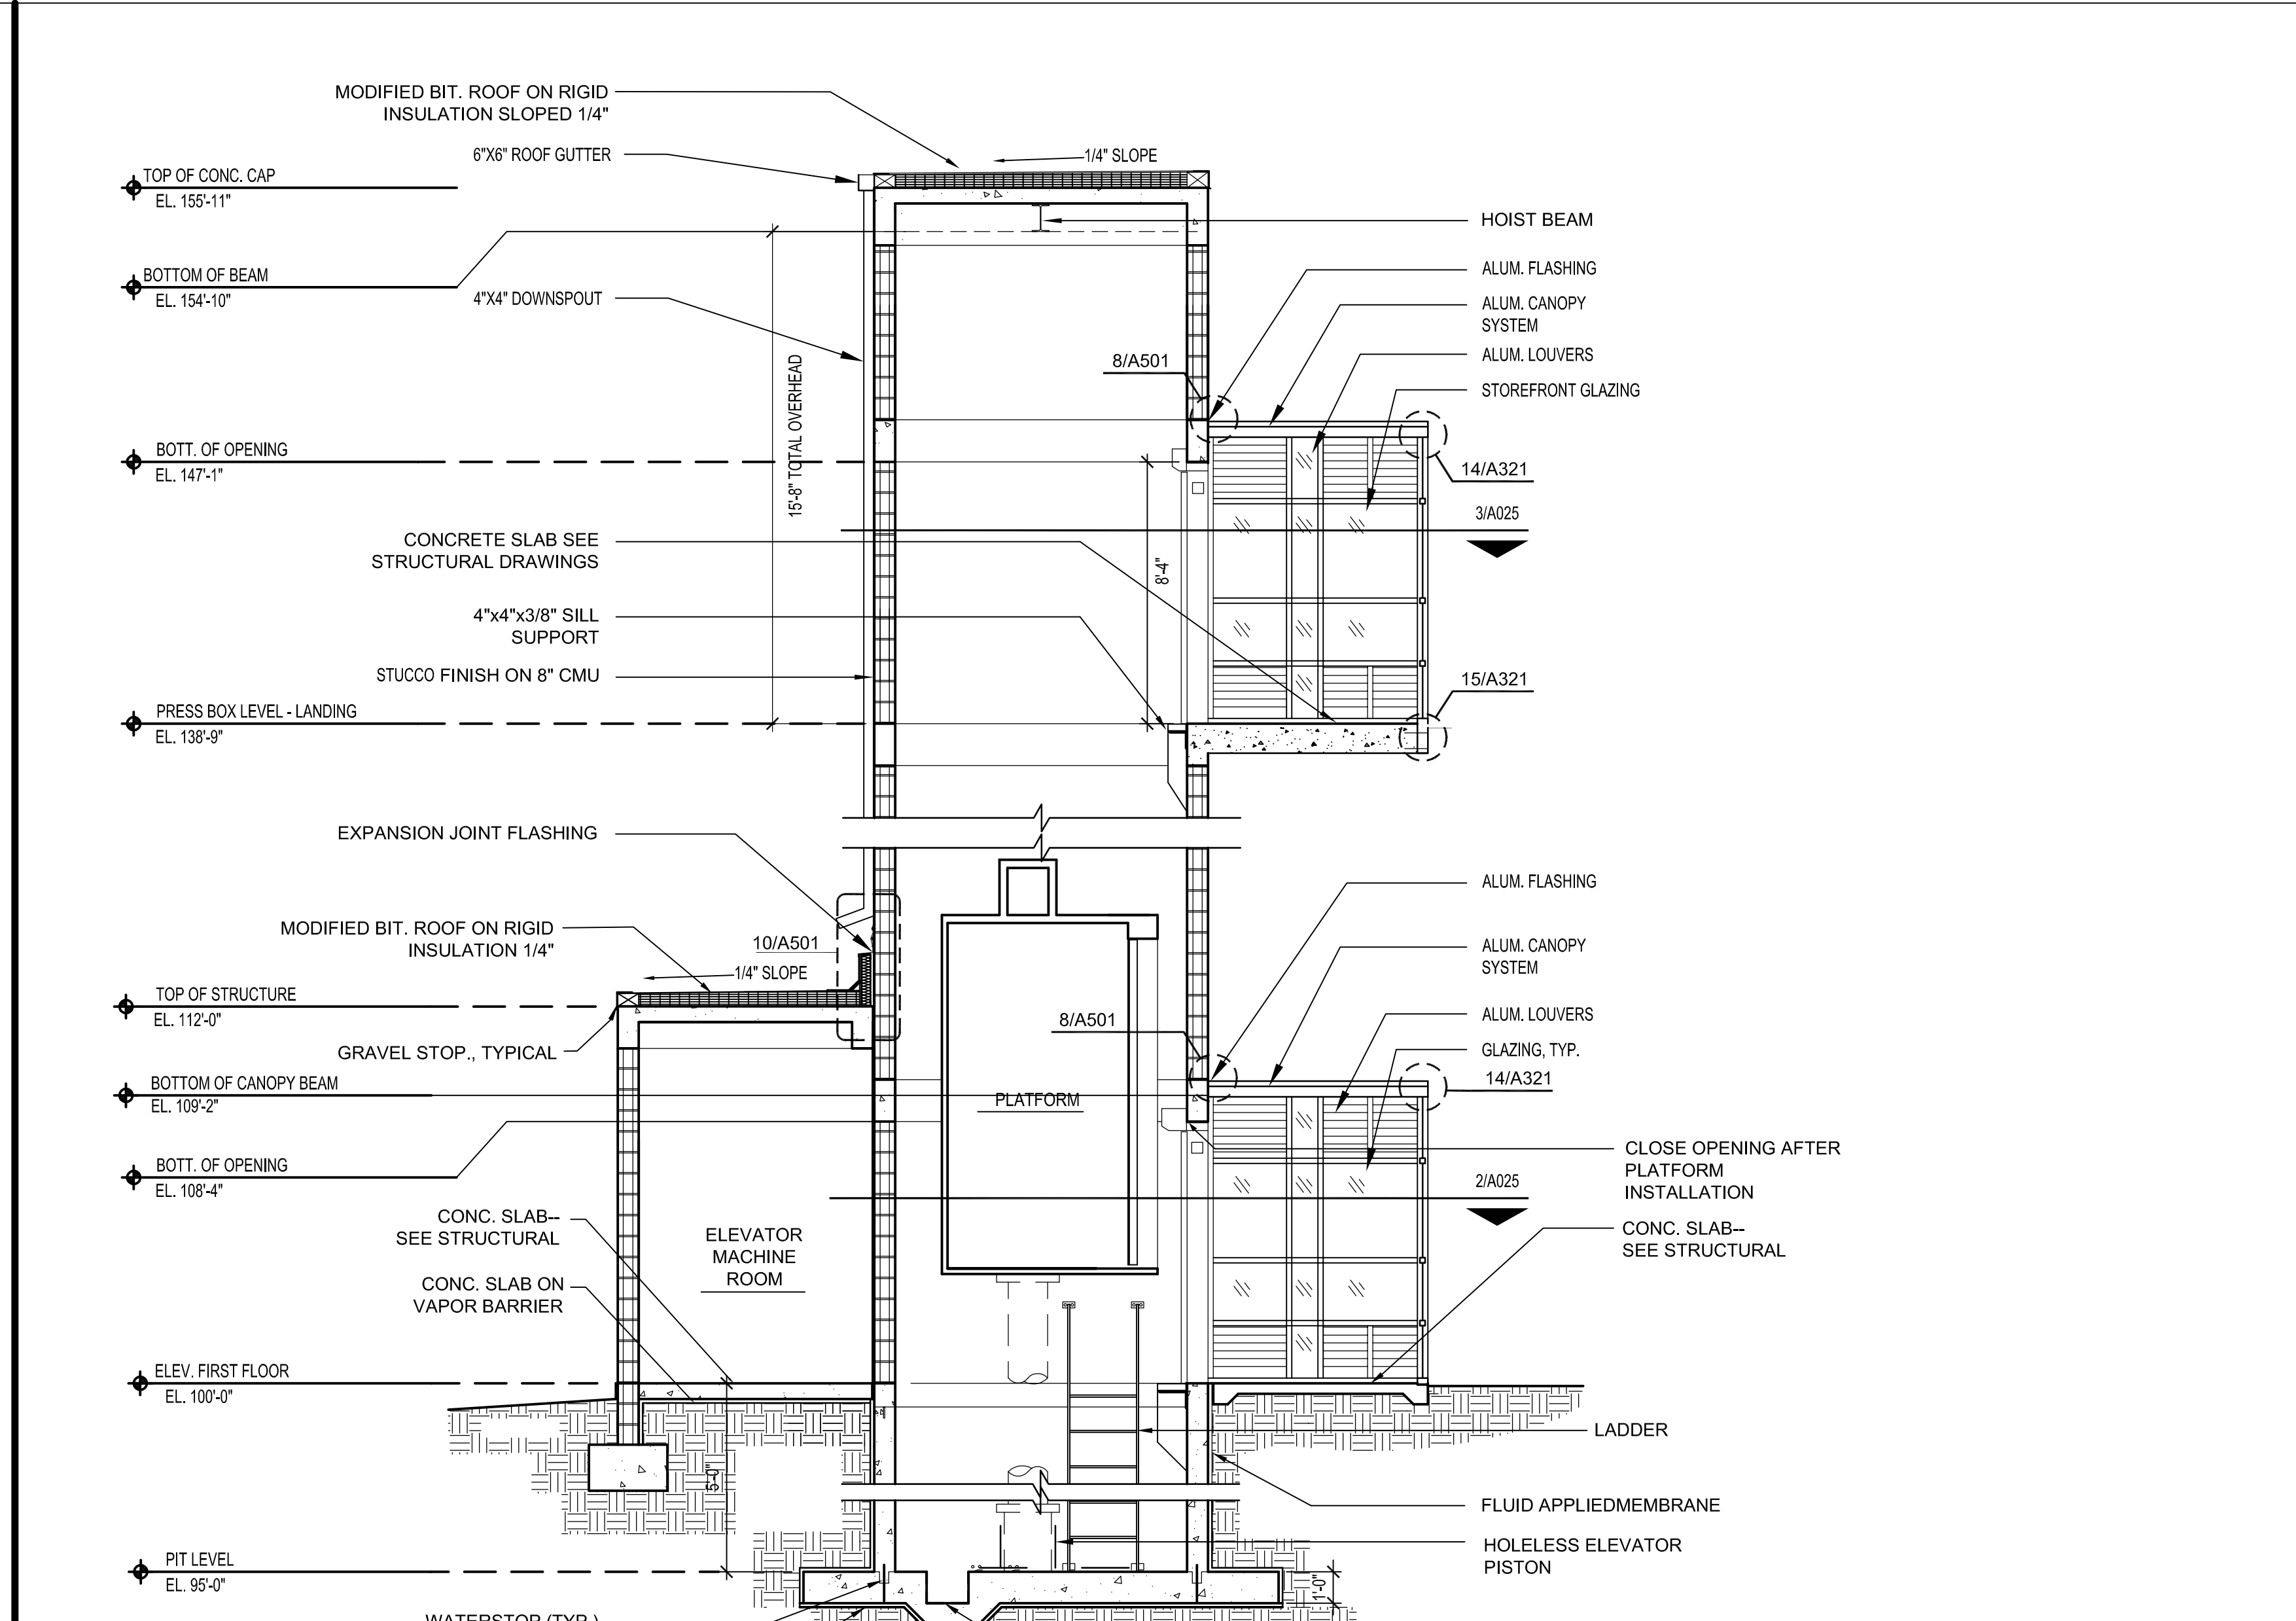 MODIFIED BIT. ROOF ON RIGID
INSULATION SLOPED 1/4"
6"X6" ROOF GUTTER
1/4" SLOPE
TOP OF CONC. CAP
EL. 155'-11"
HOIST BEAM
BOTTOM OF BEAM
EL. 154'-10"
4"X4" DOWNSPOUT
ALUM. FLASHING
ALUM. CANOPY
SYSTEM
ALUM. LOUVERS
STOREFRONT GLAZING
8/A501
15'-8" TOTAL OVERHEAD
BOTT. OF OPENING
EL. 147'-1"
14/A321
3/A025
CONCRETE SLAB SEE
STRUCTURAL DRAWINGS
8'-4"
4"x4"x3/8" SILL
SUPPORT
STUCCO FINISH ON 8" CMU
15/A321
PRESS BOX LEVEL - LANDING
EL. 138'-9"
EXPANSION JOINT FLASHING
ALUM. FLASHING
MODIFIED BIT. ROOF ON RIGID
INSULATION 1/4"
10/A501
1/4" SLOPE
ALUM. CANOPY
SYSTEM
TOP OF STRUCTURE
EL. 112'-0"
8/A501
ALUM. LOUVERS
GRAVEL STOP., TYPICAL
GLAZING, TYP.
14/A321
BOTTOM OF CANOPY BEAM
EL. 109'-2"
PLATFORM
BOTT. OF OPENING
EL. 108'-4"
CLOSE OPENING AFTER
PLATFORM
INSTALLATION
2/A025
CONC. SLAB--
SEE STRUCTURAL
ELEVATOR
MACHINE
ROOM
CONC. SLAB--
SEE STRUCTURAL
CONC. SLAB ON
VAPOR BARRIER
ELEV. FIRST FLOOR
EL. 100'-0"
LADDER
5'-0"
FLUID APPLIEDMEMBRANE
HOLELESS ELEVATOR
PISTON
PIT LEVEL
EL. 95'-0"
1'-0"
WATERSTOP (TYP.)